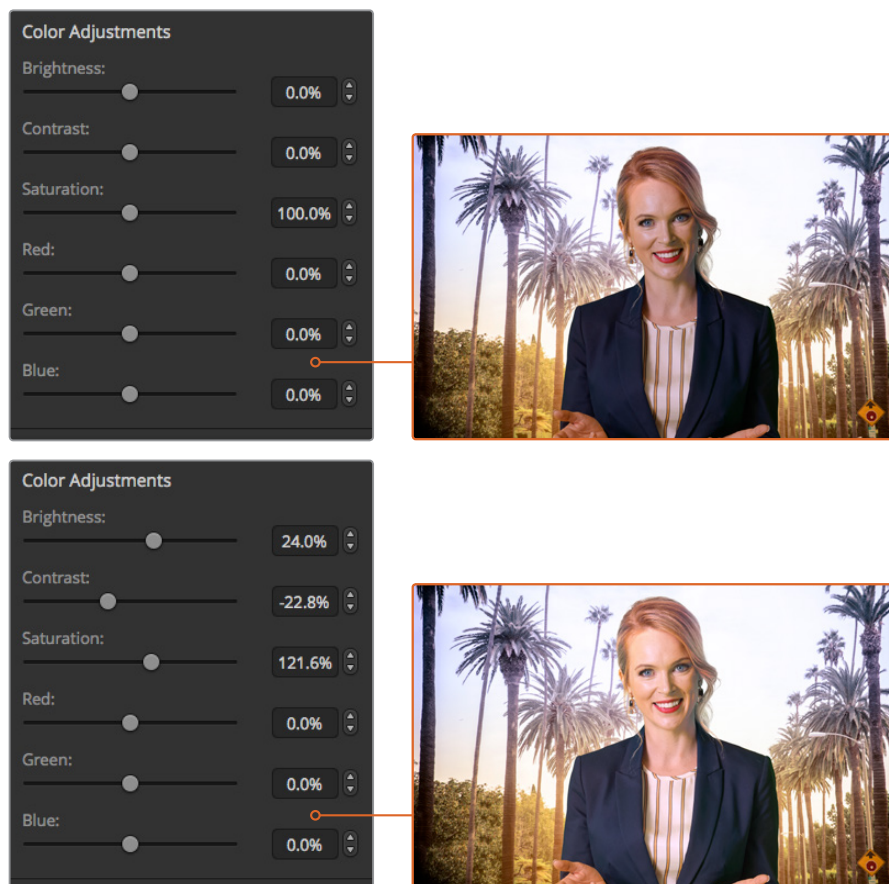 Color Adjustments
Brightness:
0.0%
Contrast:
0.0%
Saturation:
100.0%
Red:
0.0%
Green:
0.0%
Blue:
0.0%
Color Adjustments
Brightness:
24.0%
Contrast:
-22.8%
Saturation:
121.6%
Red:
0.0%
Green:
0.0%
Blue:
0.0%